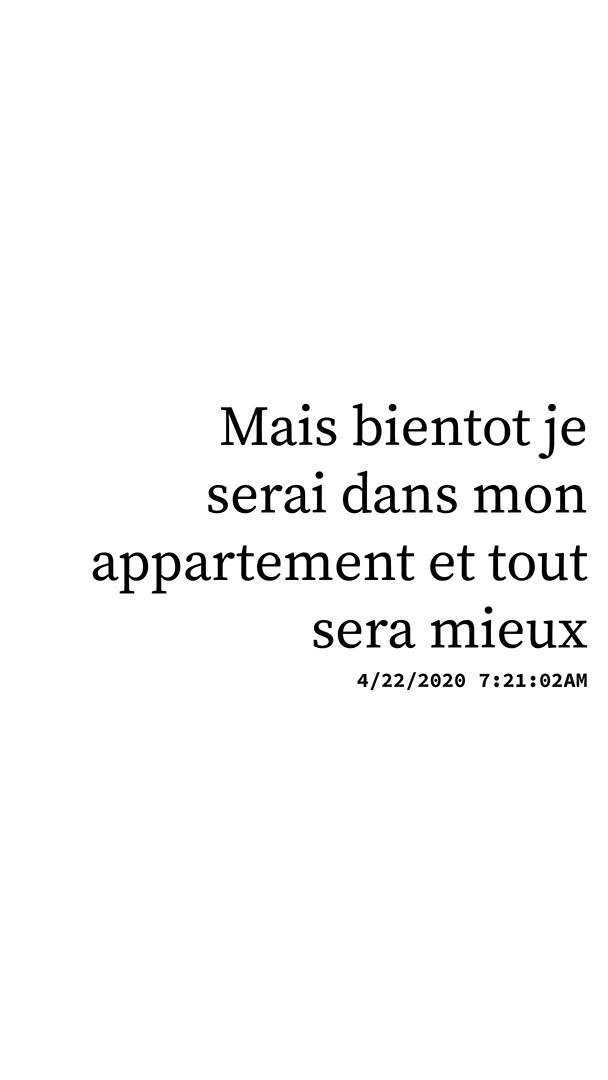 Mais bientot je
serai dans mon
appartement et tout
sera mieux
4/22/2020 7:21:02AM